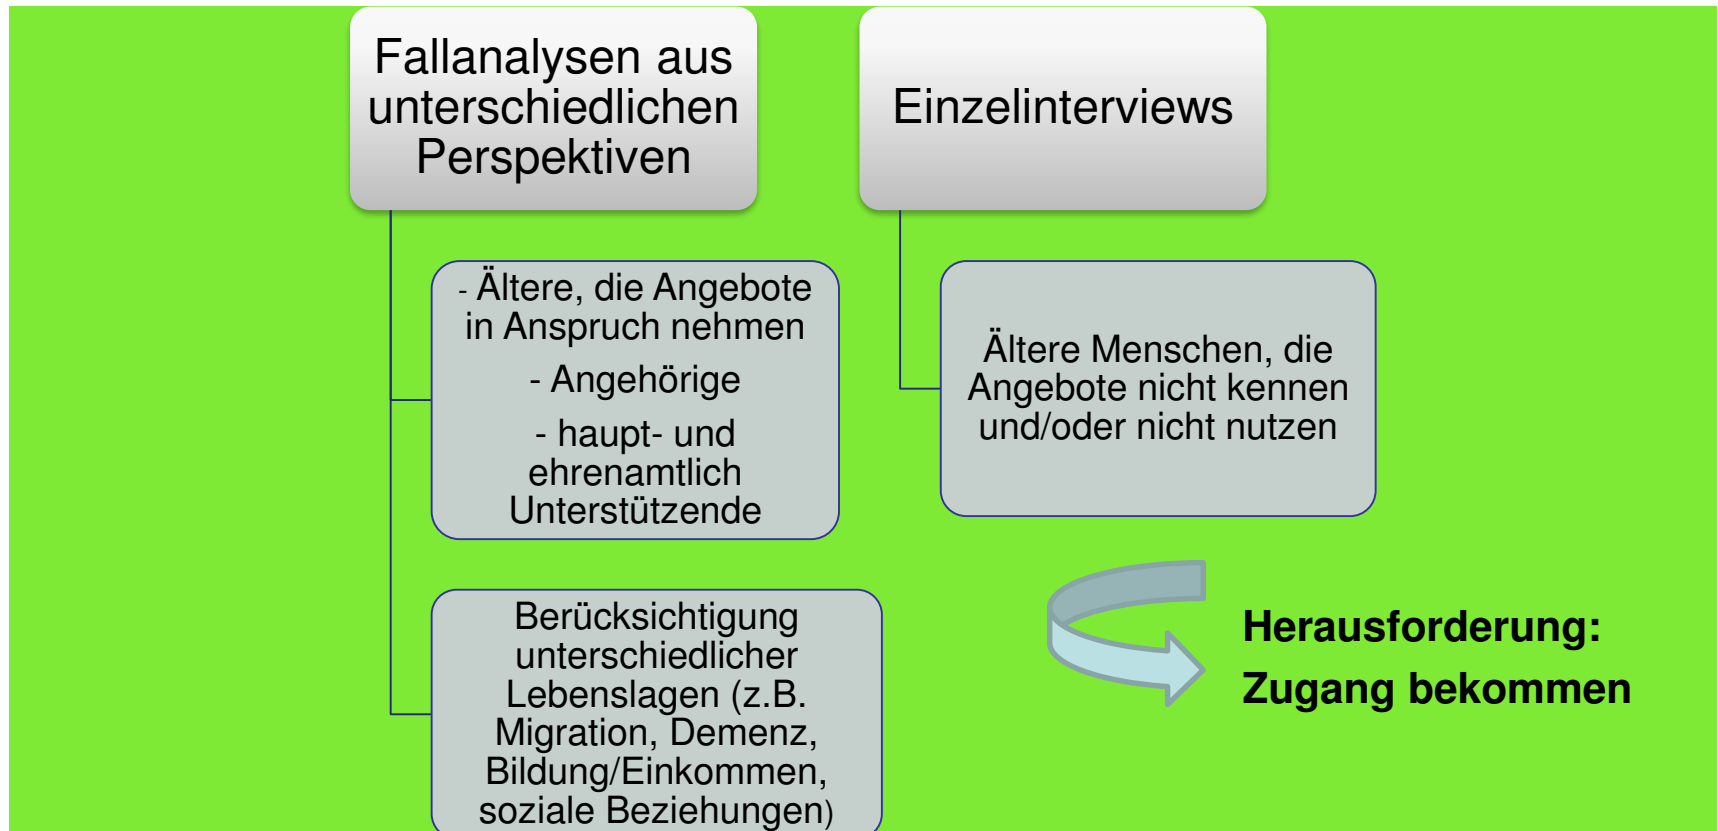 Fallanalysen aus
unterschiedlichen
Perspektiven
- Ältere, die Angebote
in Anspruch nehmen
- Angehörige
- haupt- und
ehrenamtlich
Unterstützende
Berücksichtigung
unterschiedlicher
Lebenslagen (z.B.
Migration, Demenz,
Bildung/Einkommen,
soziale Beziehungen)
Einzelinterviews
Ältere Menschen, die
Angebote nicht kennen
und/oder nicht nutzen
Herausforderung:
Zugang bekommen